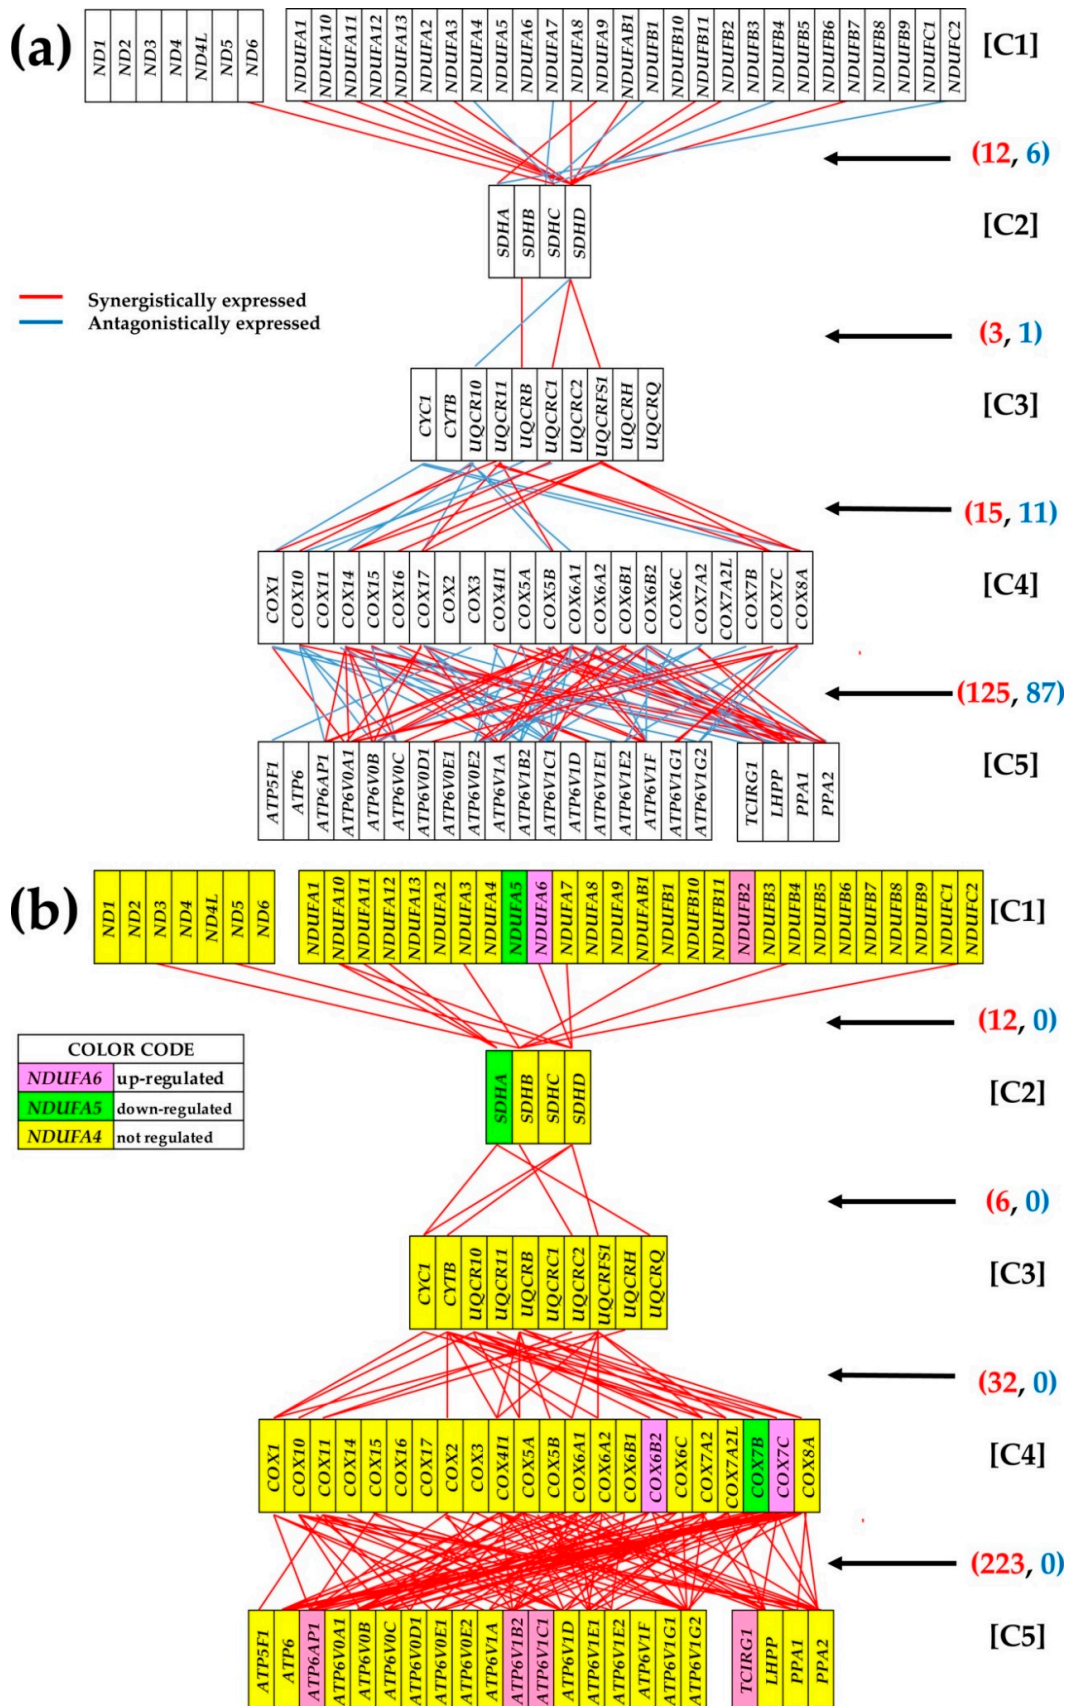 (a)
ND1 ND2 ND3 ND4 ND4L ND5 ND6
NDUFA1 NDUFA10 NDUFA11 NDUFA12 NDUFA13 NDUFA2 NDUFA3 NDUFA4 NDUFA5 NDUFA6 NDUFA7 NDUFA8 NDUFA9 NDUFAB1 NDUFB1 NDUFB10 NDUFB11 NDUFB2 NDUFB3 NDUFB4 NDUFB5 NDUFB6 NDUFB7 NDUFB8 NDUFB9 NDUFC1 NDUFC2
[C1]
(12, 6)
SDHA SDHB SDHC SDHD
[C2]
Synergistically expressed
Antagonistically expressed
(3, 1)
CYC1 CYTB UQCR10 UQCR11 UQCRB UQCRC1 UQCRC2 UQCRFS1 UQCRH UQCRQ
[C3]
(15, 11)
COX1 COX10 COX11 COX14 COX15 COX16 COX17 COX2 COX3 COX4I1 COX5A COX5B COX6A1 COX6A2 COX6B1 COX6B2 COX6C COX7A2 COX7A2L COX7B COX7C COX8A
[C4]
(125, 87)
ATP5F1 ATP6 ATP6AP1 ATP6V0A1 ATP6V0B ATP6V0C ATP6V0D1 ATP6V0E1 ATP6V0E2 ATP6V1A ATP6V1B2 ATP6V1C1 ATP6V1D ATP6V1E1 ATP6V1E2 ATP6V1F ATP6V1G1 ATP6V1G2
TCIRG1 LHPP PPA1 PPA2
[C5]
(b)
ND1 ND2 ND3 ND4 ND4L ND5 ND6
NDUFA1 NDUFA10 NDUFA11 NDUFA12 NDUFA13 NDUFA2 NDUFA3 NDUFA4 NDUFA5 NDUFA6 NDUFA7 NDUFA8 NDUFA9 NDUFAB1 NDUFB1 NDUFB10 NDUFB11 NDUFB2 NDUFB3 NDUFB4 NDUFB5 NDUFB6 NDUFB7 NDUFB8 NDUFB9 NDUFC1 NDUFC2
[C1]
(12, 0)
COLOR CODE
NDUFA6 up-regulated
NDUFA5 down-regulated
NDUFA4 not regulated
SDHA SDHB SDHC SDHD
[C2]
(6, 0)
CYC1 CYTB UQCR10 UQCR11 UQCRB UQCRC1 UQCRC2 UQCRFS1 UQCRH UQCRQ
[C3]
(32, 0)
COX1 COX10 COX11 COX14 COX15 COX16 COX17 COX2 COX3 COX4I1 COX5A COX5B COX6A1 COX6A2 COX6B1 COX6B2 COX6C COX7A2 COX7A2L COX7B COX7C COX8A
[C4]
(223, 0)
ATP5F1 ATP6 ATP6AP1 ATP6V0A1 ATP6V0B ATP6V0C ATP6V0D1 ATP6V0E1 ATP6V0E2 ATP6V1A ATP6V1B2 ATP6V1C1 ATP6V1D ATP6V1E1 ATP6V1E2 ATP6V1F ATP6V1G1 ATP6V1G2
TCIRG1 LHPP PPA1 PPA2
[C5]